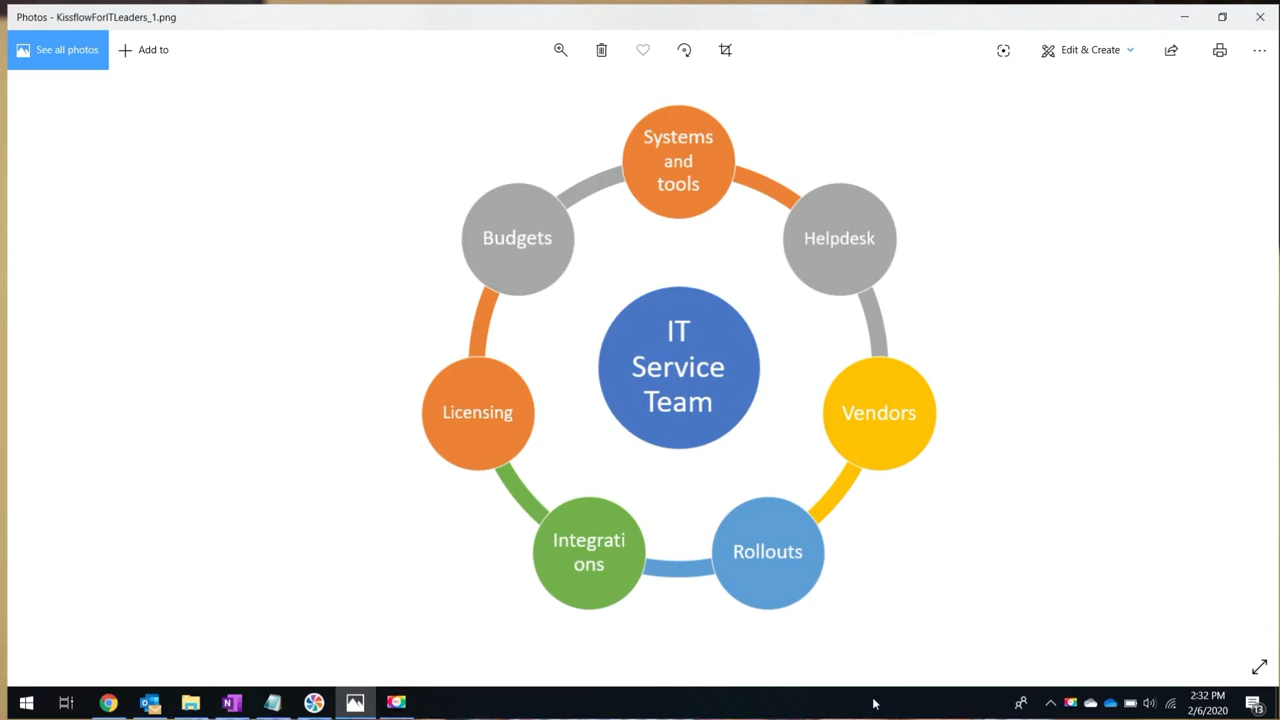 Photos - KissflowForITLeaders_1.png
See all photos
Add to
Edit & Create
Systems
and
tools
Budgets
Helpdesk
IT
Service
Team
Licensing
Vendors
Integrati
ons
Rollouts
2:32 PM
2/6/2020
13